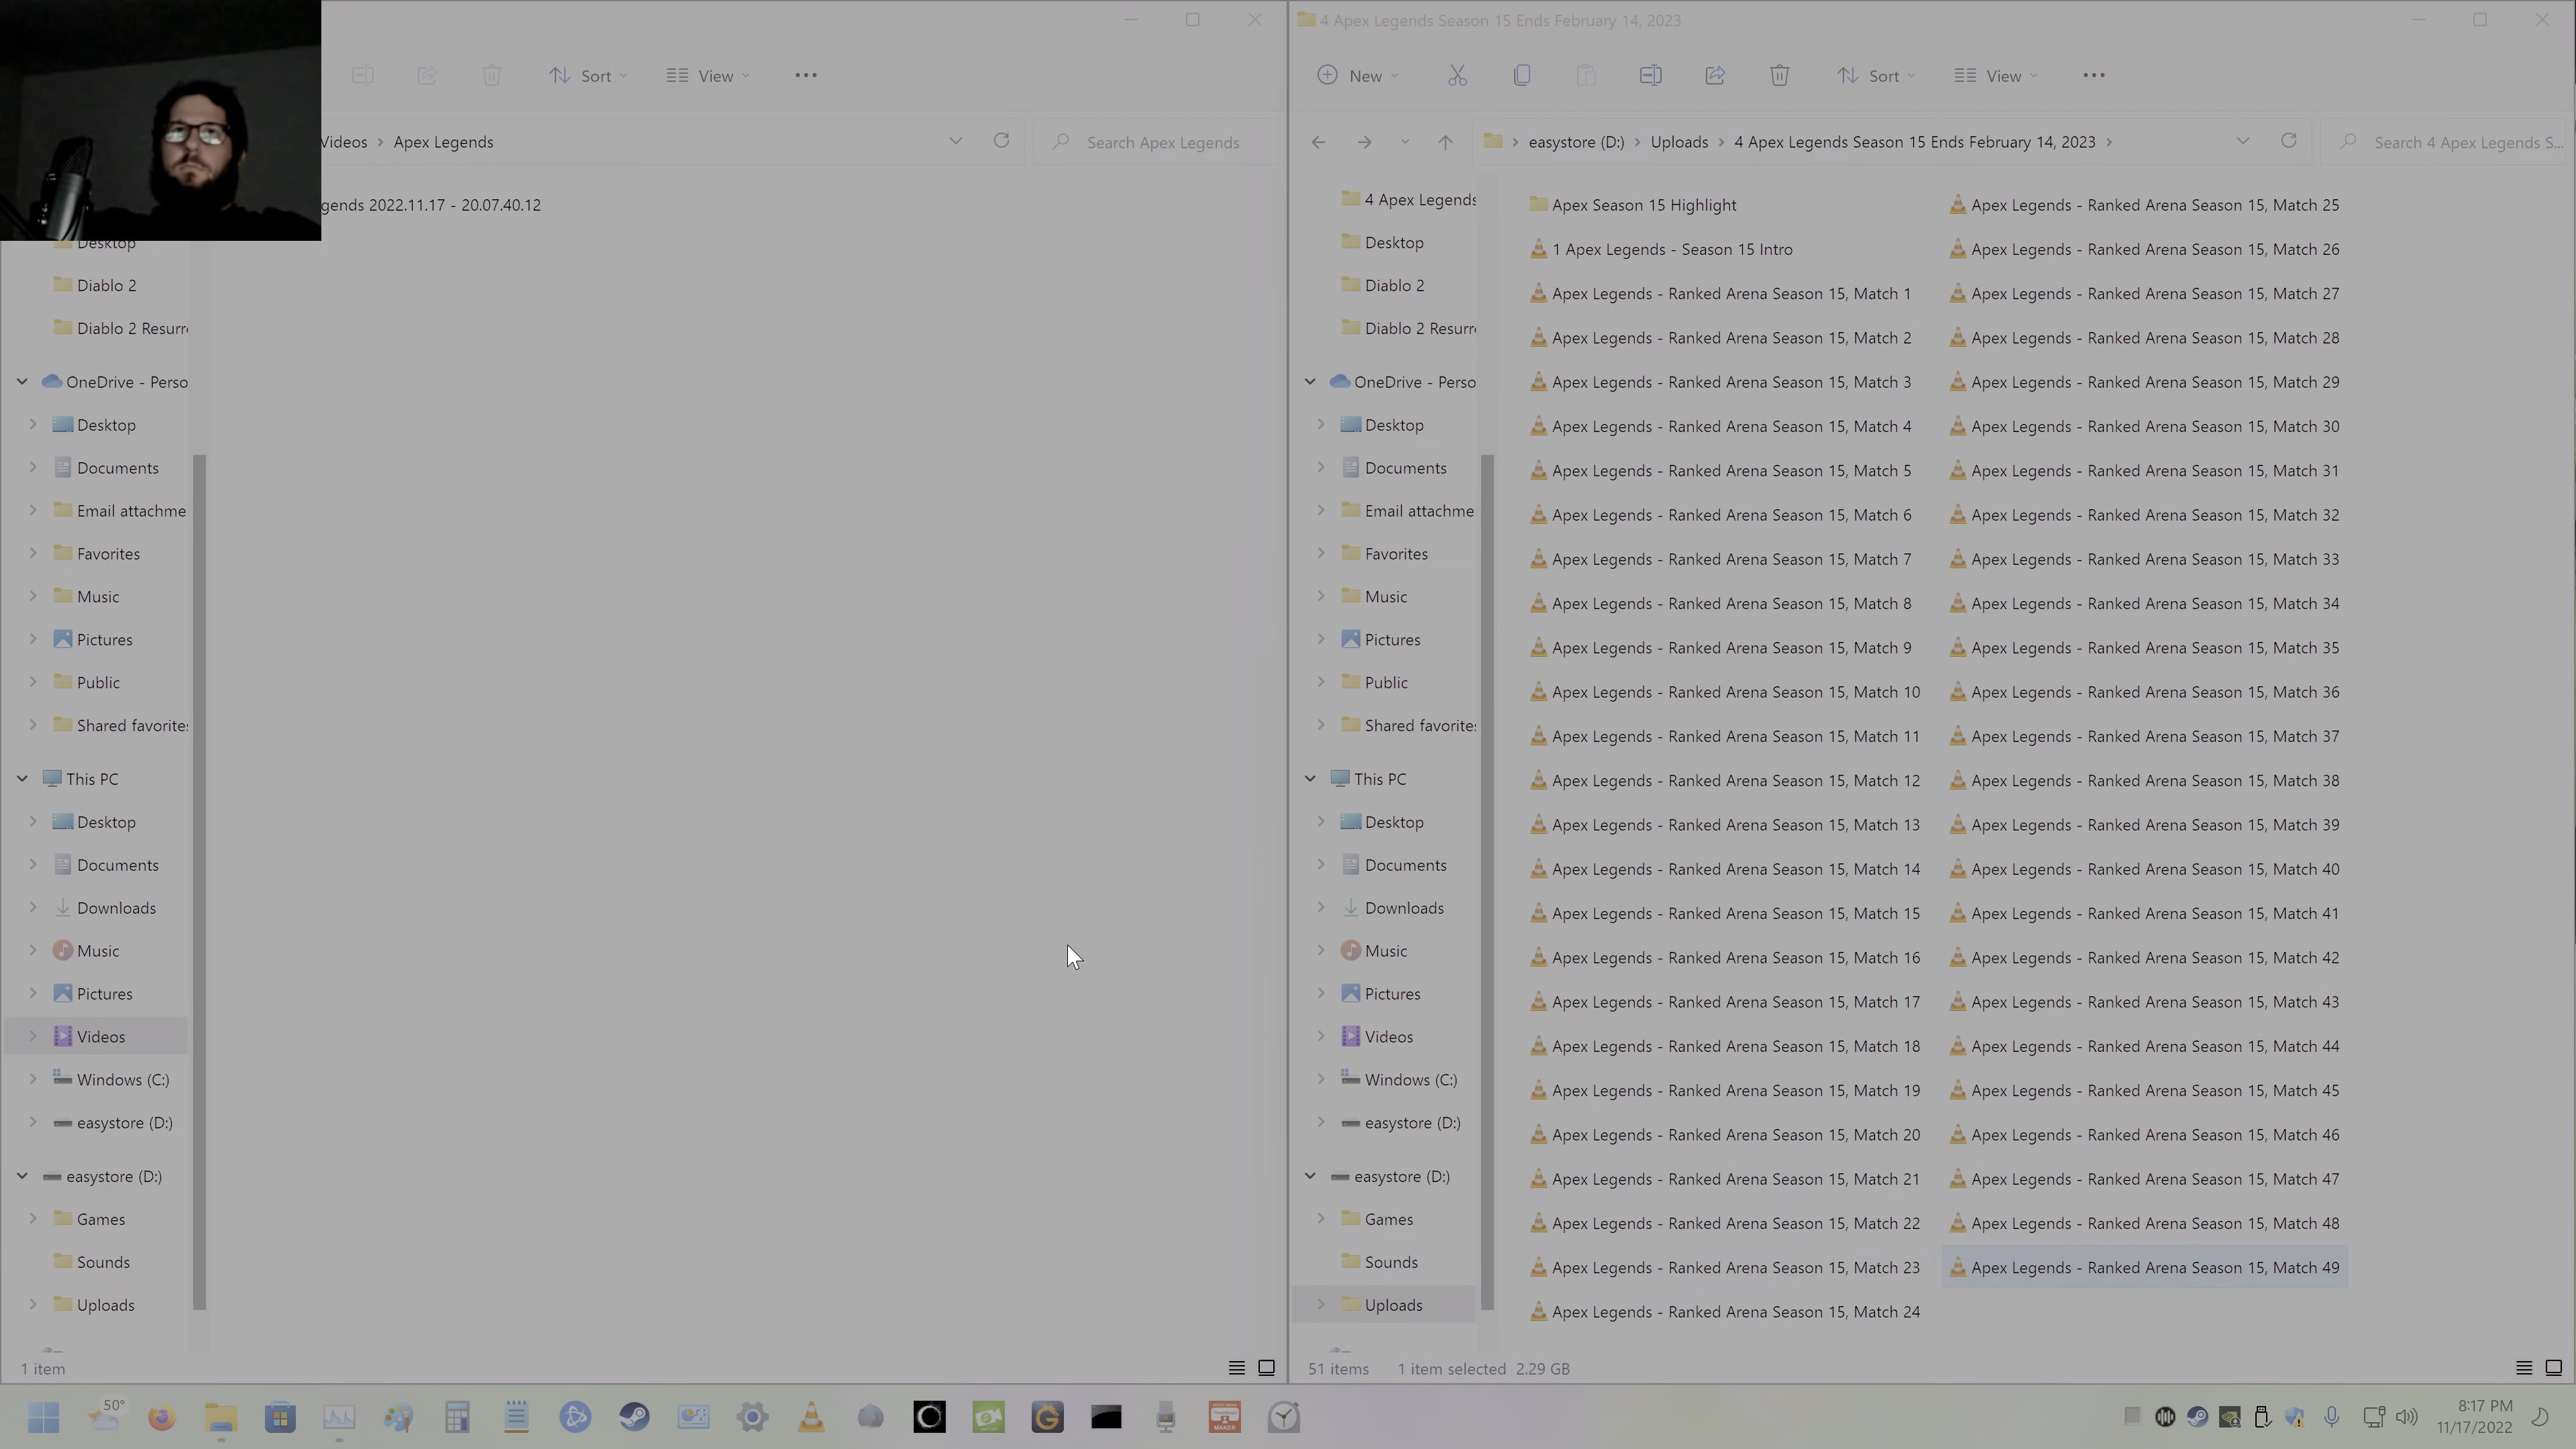 Sort
View
Videos > Apex Legends
Search Apex Legends
gends 2022.11.17 - 20.07.40.12
Desktop
Diablo 2
Diablo 2 Resurr
OneDrive - Perso
Desktop
Documents
Email attachme
Favorites
Music
Pictures
Public
Shared favorite
This PC
Desktop
Documents
Downloads
Music
Pictures
Videos
Windows (C:)
easystore (D:)
easystore (D:)
Games
Sounds
Uploads
1 item
4 Apex Legends Season 15 Ends February 14, 2023
New
Sort
View
easystore (D:) > Uploads > 4 Apex Legends Season 15 Ends February 14, 2023 >
Search 4 Apex Legends S...
4 Apex Legends
Desktop
Diablo 2
Diablo 2 Resurr
OneDrive - Perso
Desktop
Documents
Email attachme
Favorites
Music
Pictures
Public
Shared favorite
This PC
Desktop
Documents
Downloads
Music
Pictures
Videos
Windows (C:)
easystore (D:)
easystore (D:)
Games
Sounds
Uploads
Apex Season 15 Highlight
1 Apex Legends - Season 15 Intro
Apex Legends - Ranked Arena Season 15, Match 1
Apex Legends - Ranked Arena Season 15, Match 2
Apex Legends - Ranked Arena Season 15, Match 3
Apex Legends - Ranked Arena Season 15, Match 4
Apex Legends - Ranked Arena Season 15, Match 5
Apex Legends - Ranked Arena Season 15, Match 6
Apex Legends - Ranked Arena Season 15, Match 7
Apex Legends - Ranked Arena Season 15, Match 8
Apex Legends - Ranked Arena Season 15, Match 9
Apex Legends - Ranked Arena Season 15, Match 10
Apex Legends - Ranked Arena Season 15, Match 11
Apex Legends - Ranked Arena Season 15, Match 12
Apex Legends - Ranked Arena Season 15, Match 13
Apex Legends - Ranked Arena Season 15, Match 14
Apex Legends - Ranked Arena Season 15, Match 15
Apex Legends - Ranked Arena Season 15, Match 16
Apex Legends - Ranked Arena Season 15, Match 17
Apex Legends - Ranked Arena Season 15, Match 18
Apex Legends - Ranked Arena Season 15, Match 19
Apex Legends - Ranked Arena Season 15, Match 20
Apex Legends - Ranked Arena Season 15, Match 21
Apex Legends - Ranked Arena Season 15, Match 22
Apex Legends - Ranked Arena Season 15, Match 23
Apex Legends - Ranked Arena Season 15, Match 24
Apex Legends - Ranked Arena Season 15, Match 25
Apex Legends - Ranked Arena Season 15, Match 26
Apex Legends - Ranked Arena Season 15, Match 27
Apex Legends - Ranked Arena Season 15, Match 28
Apex Legends - Ranked Arena Season 15, Match 29
Apex Legends - Ranked Arena Season 15, Match 30
Apex Legends - Ranked Arena Season 15, Match 31
Apex Legends - Ranked Arena Season 15, Match 32
Apex Legends - Ranked Arena Season 15, Match 33
Apex Legends - Ranked Arena Season 15, Match 34
Apex Legends - Ranked Arena Season 15, Match 35
Apex Legends - Ranked Arena Season 15, Match 36
Apex Legends - Ranked Arena Season 15, Match 37
Apex Legends - Ranked Arena Season 15, Match 38
Apex Legends - Ranked Arena Season 15, Match 39
Apex Legends - Ranked Arena Season 15, Match 40
Apex Legends - Ranked Arena Season 15, Match 41
Apex Legends - Ranked Arena Season 15, Match 42
Apex Legends - Ranked Arena Season 15, Match 43
Apex Legends - Ranked Arena Season 15, Match 44
Apex Legends - Ranked Arena Season 15, Match 45
Apex Legends - Ranked Arena Season 15, Match 46
Apex Legends - Ranked Arena Season 15, Match 47
Apex Legends - Ranked Arena Season 15, Match 48
Apex Legends - Ranked Arena Season 15, Match 49
51 items 1 item selected 2.29 GB
50°
MAKER
8:17 PM
11/17/2022